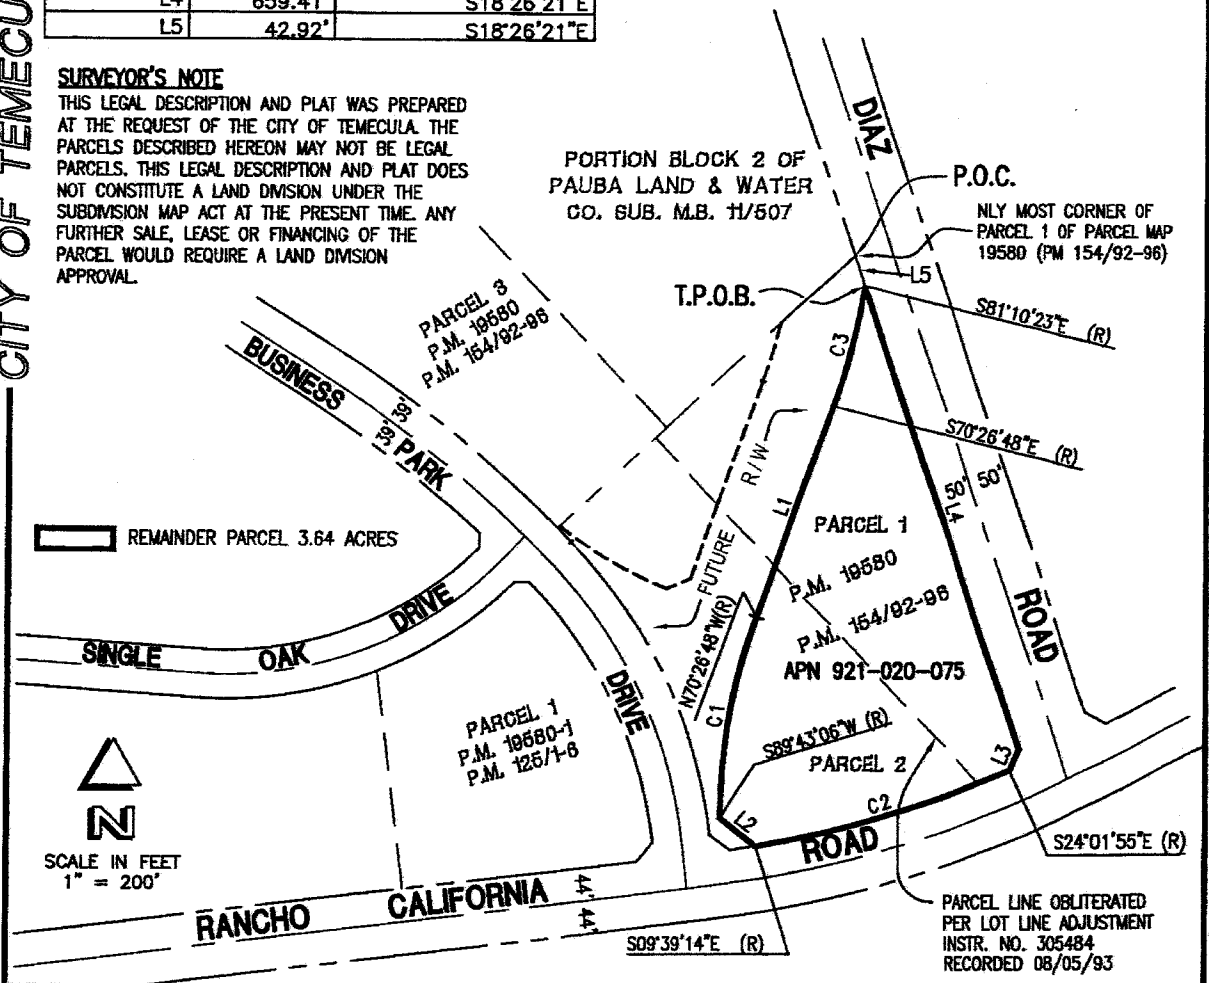 CITY OF TEMECU
L4 659.41' S18°26'21"E
L5 42.92' S18°26'21"E
SURVEYOR'S NOTE
THIS LEGAL DESCRIPTION AND PLAT WAS PREPARED
AT THE REQUEST OF THE CITY OF TEMECULA. THE
PARCELS DESCRIBED HEREON MAY NOT BE LEGAL
PARCELS. THIS LEGAL DESCRIPTION AND PLAT DOES
NOT CONSTITUTE A LAND DIVISION UNDER THE
SUBDIVISION MAP ACT AT THE PRESENT TIME. ANY
FURTHER SALE, LEASE OR FINANCING OF THE
PARCEL WOULD REQUIRE A LAND DIVISION
APPROVAL.
PORTION BLOCK 2 OF
PAUBA LAND & WATER
CO. SUB. M.B. 11/507
DIAZ
P.O.C.
NLY MOST CORNER OF
PARCEL 1 OF PARCEL MAP
19580 (PM 154/92-96)
L5
T.P.O.B.
S81°10'23"E (R)
PARCEL 3
P.M. 19580
P.M. 154/92-96
C3
BUSINESS
39' 39'
PARK
S70°26'48"E (R)
R/W
50' 50'
L4
L1
REMAINDER PARCEL 3.64 ACRES
PARCEL 1
P.M. 19580
P.M. 154/92-96
APN 921-020-075
FUTURE
N70°26'48"W(R)
ROAD
SINGLE OAK DRIVE
DRIVE
C1
PARCEL 1
P.M. 19580-1
P.M. 125/1-6
S89°43'06"W (R)
PARCEL 2
L3
C2
L2
ROAD
S24°01'55"E (R)
N
SCALE IN FEET
1" = 200'
RANCHO CALIFORNIA
44' 44'
S09°39'14"E (R)
PARCEL LINE OBLITERATED
PER LOT LINE ADJUSTMENT
INSTR. NO. 305484
RECORDED 08/05/93